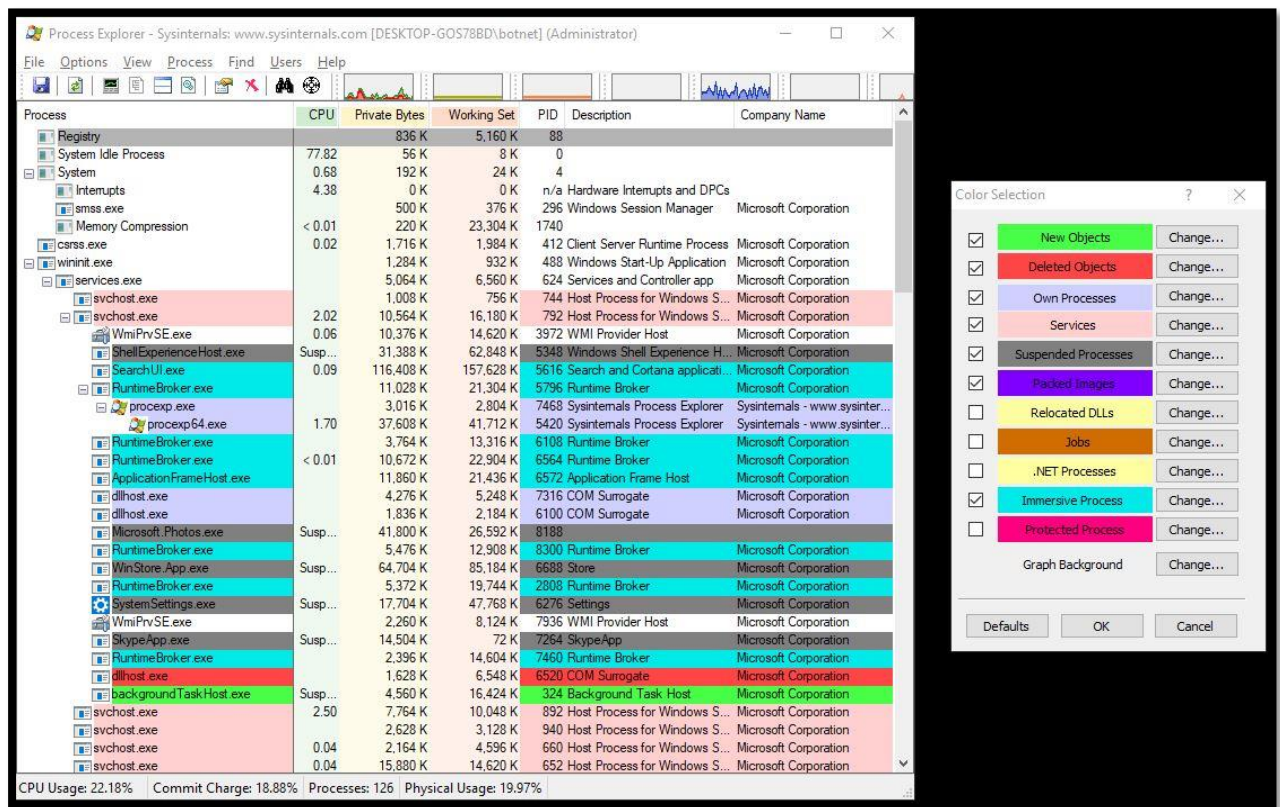 Process Explorer - Sysinternals: www.sysinternals.com [DESKTOP-GOS78BD\botnet] (Administrator)
File Options View Process Find Users Help
Process CPU Private Bytes Working Set PID Description Company Name
Registry 836 K 5,160 K 88
System Idle Process 77.82 56 K 8 K 0
System 0.68 192 K 24 K 4
Interrupts 4.38 0 K 0 K n/a Hardware Interrupts and DPCs
smss.exe 500 K 376 K 296 Windows Session Manager Microsoft Corporation
Memory Compression < 0.01 220 K 23,304 K 1740
csrss.exe 0.02 1,716 K 1,984 K 412 Client Server Runtime Process Microsoft Corporation
wininit.exe 1,284 K 932 K 488 Windows Start-Up Application Microsoft Corporation
services.exe 5,064 K 6,560 K 624 Services and Controller app Microsoft Corporation
svchost.exe 1,008 K 756 K 744 Host Process for Windows S... Microsoft Corporation
svchost.exe 2.02 10,564 K 16,180 K 792 Host Process for Windows S... Microsoft Corporation
WmiPrvSE.exe 0.06 10,376 K 14,620 K 3972 WMI Provider Host Microsoft Corporation
ShellExperienceHost.exe Susp... 31,388 K 62,848 K 5348 Windows Shell Experience H... Microsoft Corporation
SearchUI.exe 0.09 116,408 K 157,628 K 5616 Search and Cortana applicati... Microsoft Corporation
RuntimeBroker.exe 11,028 K 21,304 K 5796 Runtime Broker Microsoft Corporation
procexp.exe 3,016 K 2,804 K 7468 Sysinternals Process Explorer Sysinternals - www.sysinter...
procexp64.exe 1.70 37,608 K 41,712 K 5420 Sysinternals Process Explorer Sysinternals - www.sysinter...
RuntimeBroker.exe 3,764 K 13,316 K 6108 Runtime Broker Microsoft Corporation
RuntimeBroker.exe < 0.01 10,672 K 22,904 K 6564 Runtime Broker Microsoft Corporation
ApplicationFrameHost.exe 11,860 K 21,436 K 6572 Application Frame Host Microsoft Corporation
dllhost.exe 4,276 K 5,248 K 7316 COM Surrogate Microsoft Corporation
dllhost.exe 1,636 K 2,184 K 6100 COM Surrogate Microsoft Corporation
Microsoft.Photos.exe Susp... 41,800 K 26,592 K 8188
RuntimeBroker.exe 5,476 K 12,908 K 8300 Runtime Broker Microsoft Corporation
WinStore.App.exe Susp... 64,704 K 85,184 K 6688 Store Microsoft Corporation
RuntimeBroker.exe 5,372 K 19,744 K 2808 Runtime Broker Microsoft Corporation
SystemSettings.exe Susp... 17,704 K 47,768 K 6276 Settings Microsoft Corporation
WmiPrvSE.exe 2,260 K 8,124 K 7936 WMI Provider Host Microsoft Corporation
SkypeApp.exe Susp... 14,504 K 72 K 7264 SkypeApp Microsoft Corporation
RuntimeBroker.exe 2,396 K 14,604 K 7460 Runtime Broker Microsoft Corporation
dllhost.exe 1,628 K 6,548 K 6520 COM Surrogate Microsoft Corporation
backgroundTaskHost.exe Susp... 4,560 K 16,424 K 324 Background Task Host Microsoft Corporation
svchost.exe 2.50 7,764 K 10,048 K 892 Host Process for Windows S... Microsoft Corporation
svchost.exe 2,628 K 3,128 K 940 Host Process for Windows S... Microsoft Corporation
svchost.exe 0.04 2,164 K 4,596 K 660 Host Process for Windows S... Microsoft Corporation
svchost.exe 0.04 15,880 K 14,620 K 652 Host Process for Windows S... Microsoft Corporation
CPU Usage: 22.18% Commit Charge: 18.88% Processes: 126 Physical Usage: 19.97%
Color Selection ?
New Objects Change...
Deleted Objects Change...
Own Processes Change...
Services Change...
Suspended Processes Change...
Packed Images Change...
Relocated DLLs Change...
Jobs Change...
.NET Processes Change...
Immersive Process Change...
Protected Process Change...
Graph Background Change...
Defaults OK Cancel